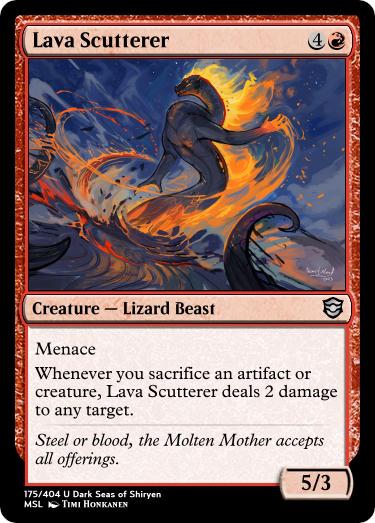 Lava Scutterer 4
Creature — Lizard Beast
Menace
Whenever you sacrifice an artifact or
creature, Lava Scutterer deals 2 damage
to any target.
Steel or blood, the Molten Mother accepts
all offerings.
5/3
175/404 U Dark Seas of Shiryen
MSL Timi Honkanen